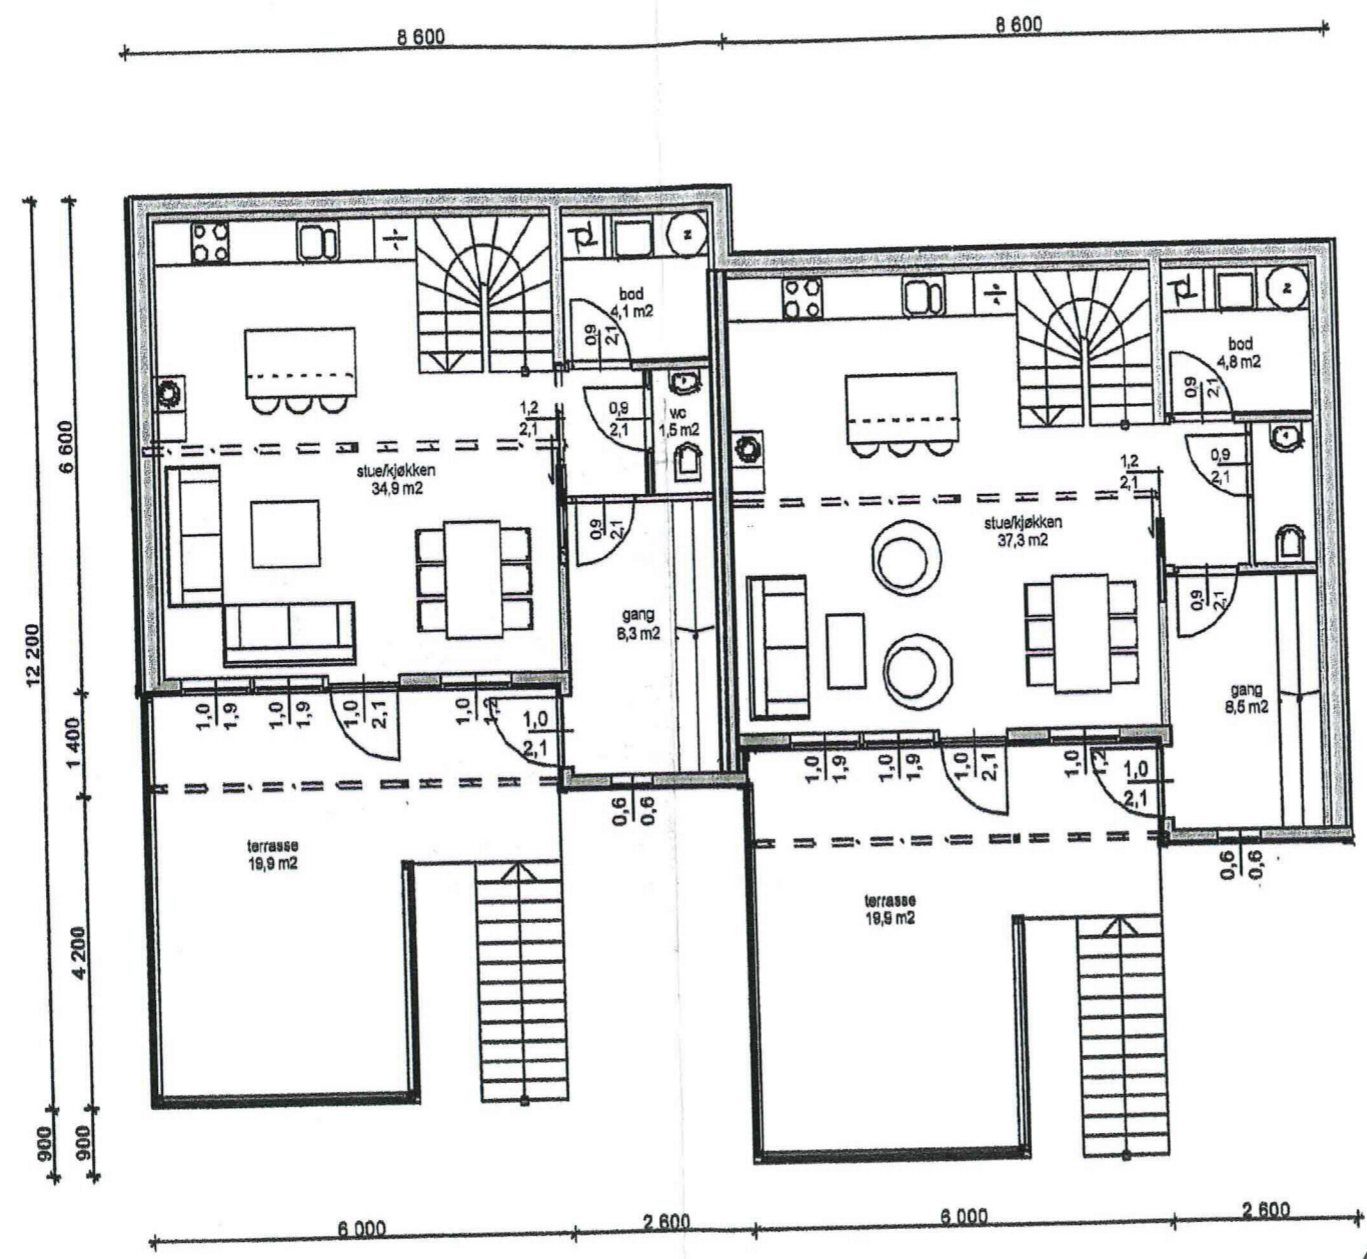 8 600
8 600
z
z
bod
4,1 m2
0,9
2,1
bod
4,8 m2
0,9
2,1
6 600
1,2
2,1
0,9
2,1
wc
1,5 m2
stue/kjøkken
34,9 m2
1,2
2,1
0,9
2,1
0,9
2,1
stue/kjøkken
37,3 m2
0,9
2,1
12 200
gang
8,3 m2
gang
8,5 m2
1 400
1,0
1,9
1,0
1,9
1,0
2,1
1,0
1,2
1,0
2,1
1,0
1,9
1,0
1,9
1,0
2,1
1,0
1,2
1,0
2,1
0,6
0,6
0,6
0,6
terrasse
19,9 m2
terrasse
19,9 m2
4 200
900
900
6 000
2 600
6 000
2 600